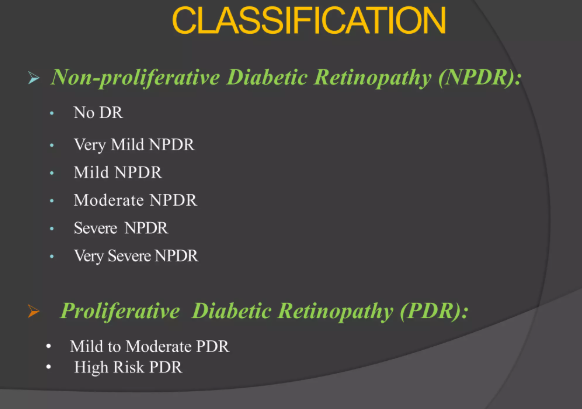 CLASSIFICATION
➢ Non-proliferative Diabetic Retinopathy (NPDR):
• No DR
• Very Mild NPDR
• Mild NPDR
• Moderate NPDR
• Severe NPDR
• Very Severe NPDR
➢ Proliferative Diabetic Retinopathy (PDR):
• Mild to Moderate PDR
• High Risk PDR